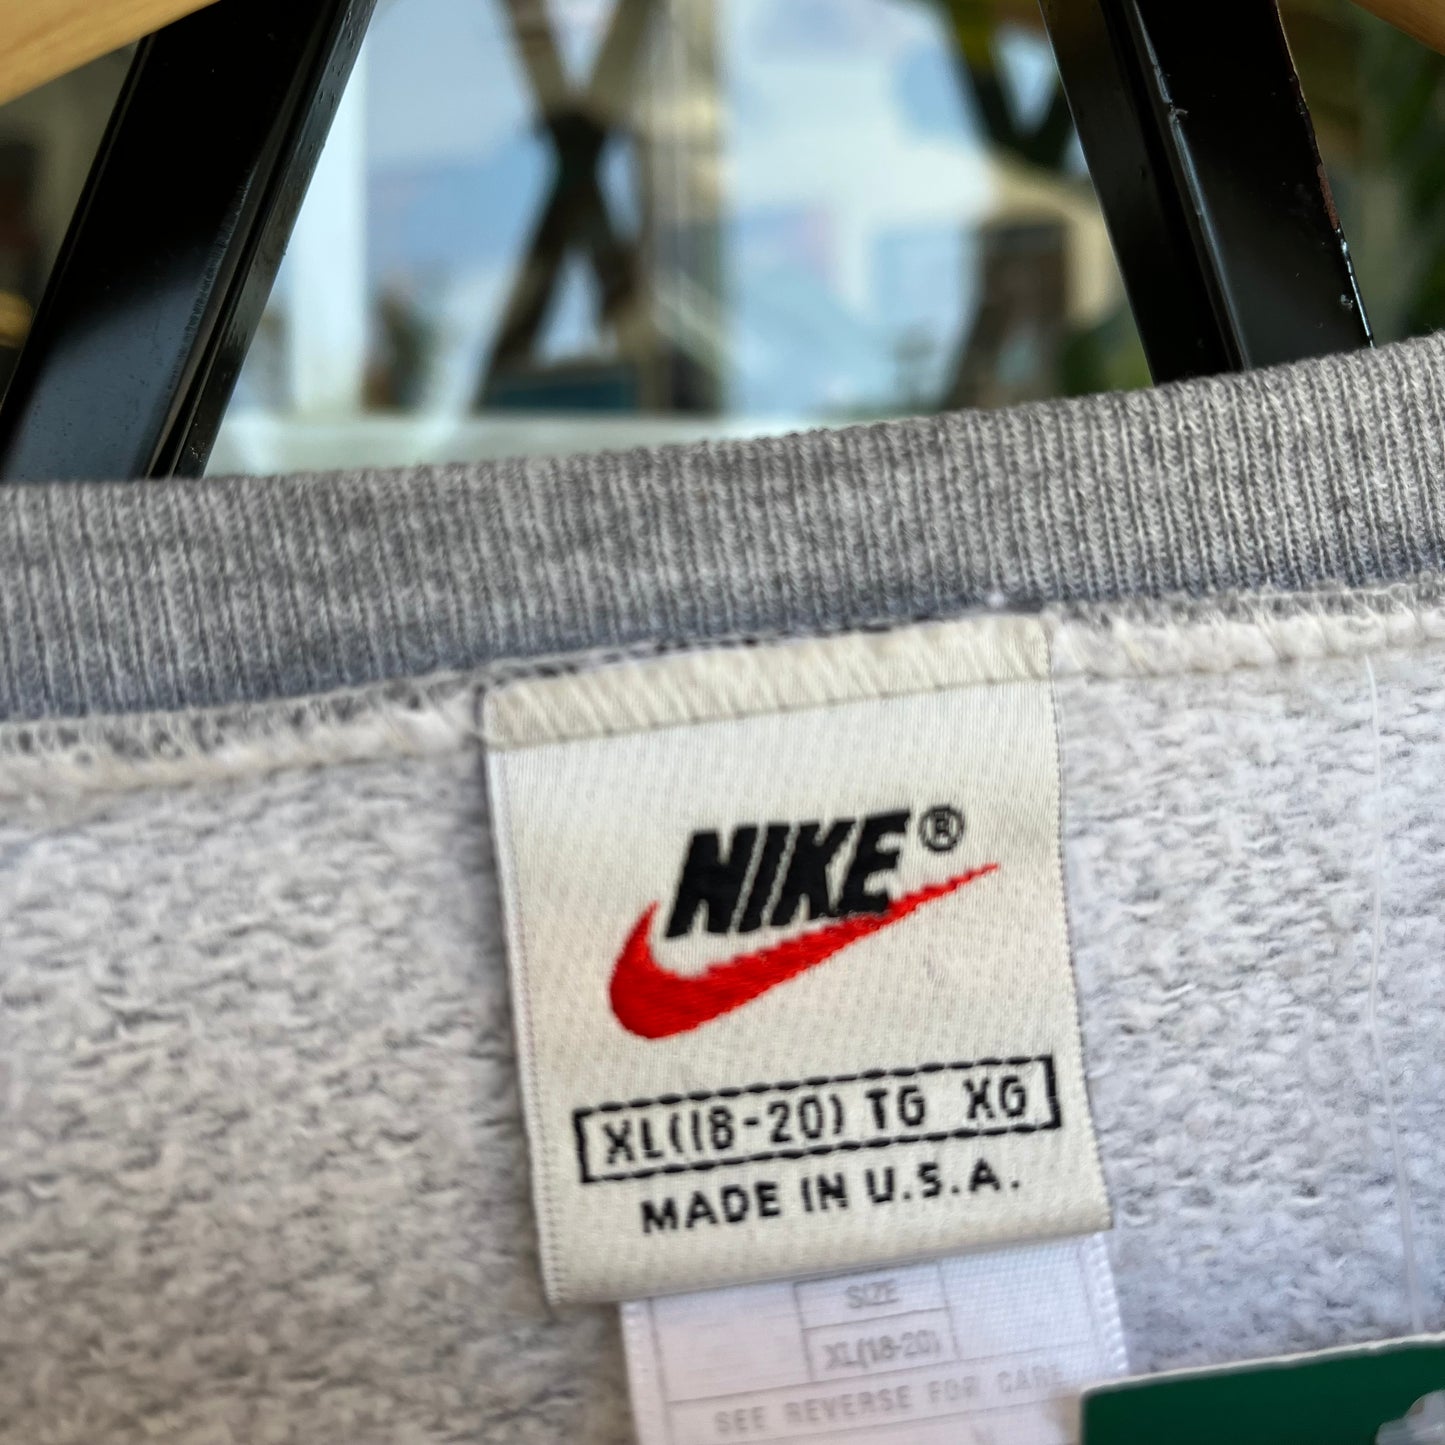 NIKE®
XL(18-20) TG XG
MADE IN U.S.A.
SIZE
XL(18-20)
SEE REVERSE FOR CARE